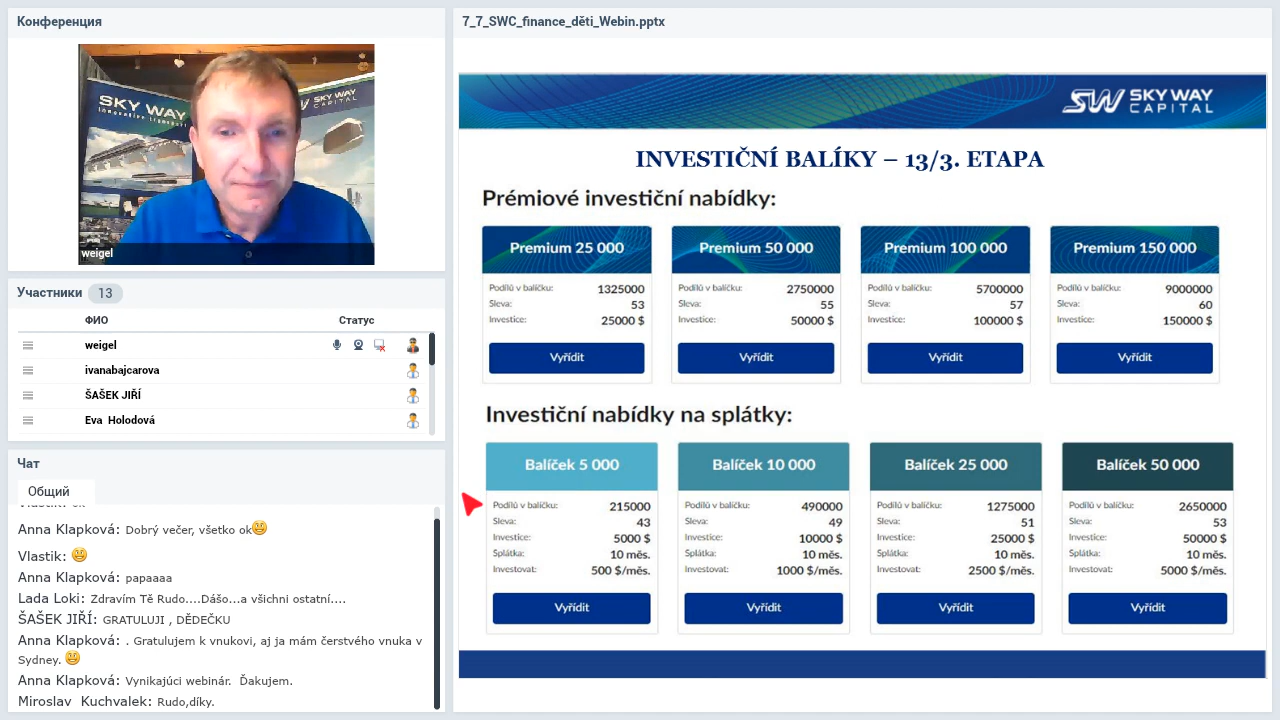 Конференция
SKY WAY
innovative transport
SKY WAY
CAPITAL
weigel
Участники 13
ФИО Статус
weigel
ivanabajcarova
ŠAŠEK JIŘÍ
Eva Holodová
Чат
Общий
Anna Klapková: Dobrý večer, všetko ok
Vlastik:
Anna Klapková: papaaaa
Lada Loki: Zdravím Tě Rudo....Dášo...a všichni ostatní....
ŠAŠEK JIŘÍ: GRATULUJI , DĚDEČKU
Anna Klapková: . Gratulujem k vnukovi, aj ja mám čerstvého vnuka v
Sydney.
Anna Klapková: Vynikajúci webinár. Ďakujem.
Miroslav Kuchvalek: Rudo,díky.
7_7_SWC_finance_děti_Webin.pptx
SW SKY WAY
CAPITAL
INVESTIČNÍ BALÍKY – 13/3. ETAPA
Prémiové investiční nabídky:
Premium 25 000
Podílů v balíčku: 1325000
Sleva: 53
Investice: 25000 $
Vyřídit
Premium 50 000
Podílů v balíčku: 2750000
Sleva: 55
Investice: 50000 $
Vyřídit
Premium 100 000
Podílů v balíčku: 5700000
Sleva: 57
Investice: 100000 $
Vyřídit
Premium 150 000
Podílů v balíčku: 9000000
Sleva: 60
Investice: 150000 $
Vyřídit
Investiční nabídky na splátky:
Balíček 5 000
Podílů v balíčku: 215000
Sleva: 43
Investice: 5000 $
Splátka: 10 měs.
Investovat: 500 $/měs.
Vyřídit
Balíček 10 000
Podílů v balíčku: 490000
Sleva: 49
Investice: 10000 $
Splátka: 10 měs.
Investovat: 1000 $/měs.
Vyřídit
Balíček 25 000
Podílů v balíčku: 1275000
Sleva: 51
Investice: 25000 $
Splátka: 10 měs.
Investovat: 2500 $/měs.
Vyřídit
Balíček 50 000
Podílů v balíčku: 2650000
Sleva: 53
Investice: 50000 $
Splátka: 10 měs.
Investovat: 5000 $/měs.
Vyřídit